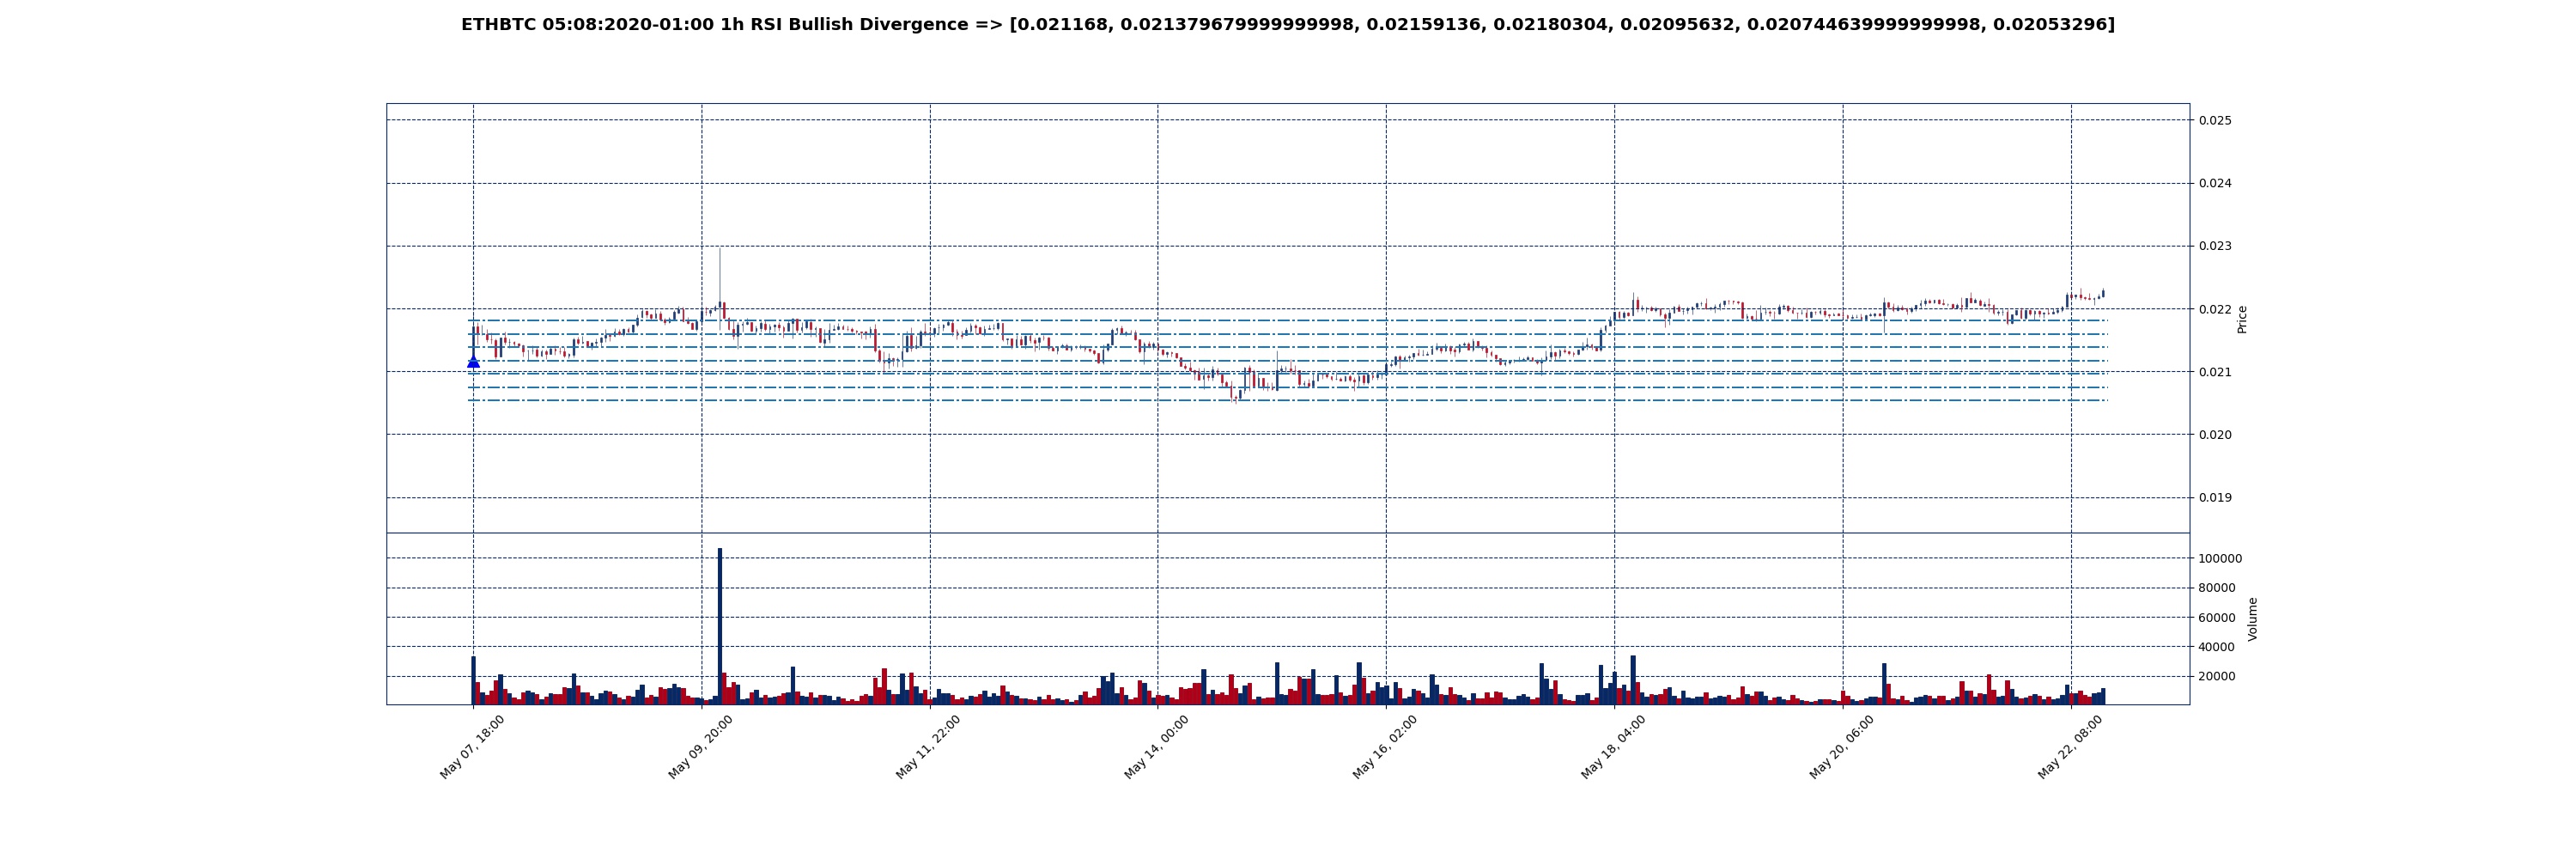 ETHBTC 05:08:2020-01:00 1h RSI Bullish Divergence => [0.021168, 0.021379679999999998, 0.02159136, 0.02180304, 0.02095632, 0.020744639999999998, 0.02053296]
0.025
0.024
0.023
0.022
0.021
0.020
0.019
Price
100000
80000
60000
40000
20000
Volume
May 07, 18:00
May 09, 20:00
May 11, 22:00
May 14, 00:00
May 16, 02:00
May 18, 04:00
May 20, 06:00
May 22, 08:00